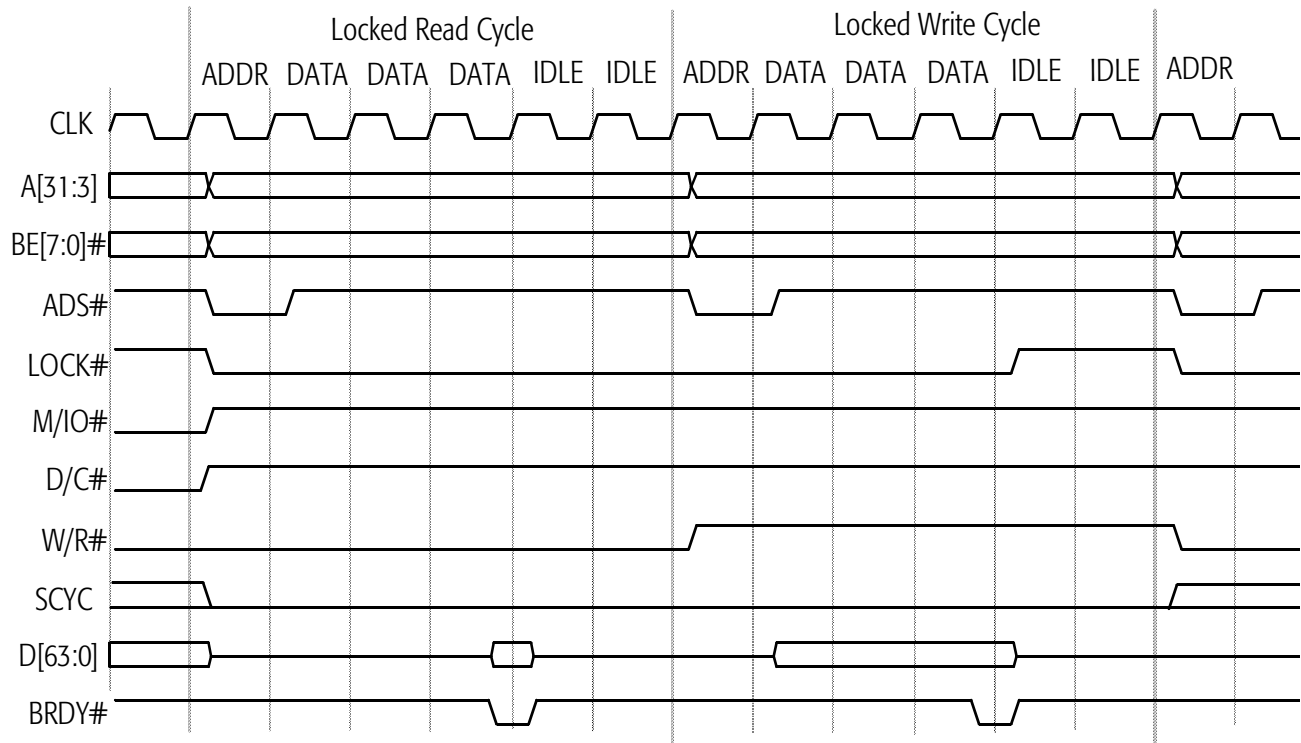 Locked Read Cycle Locked Write Cycle
ADDR DATA DATA DATA IDLE IDLE ADDR DATA DATA DATA IDLE IDLE ADDR
CLK
A[31:3]
BE[7:0]#
ADS#
LOCK#
M/IO#
D/C#
W/R#
SCYC
D[63:0]
BRDY#